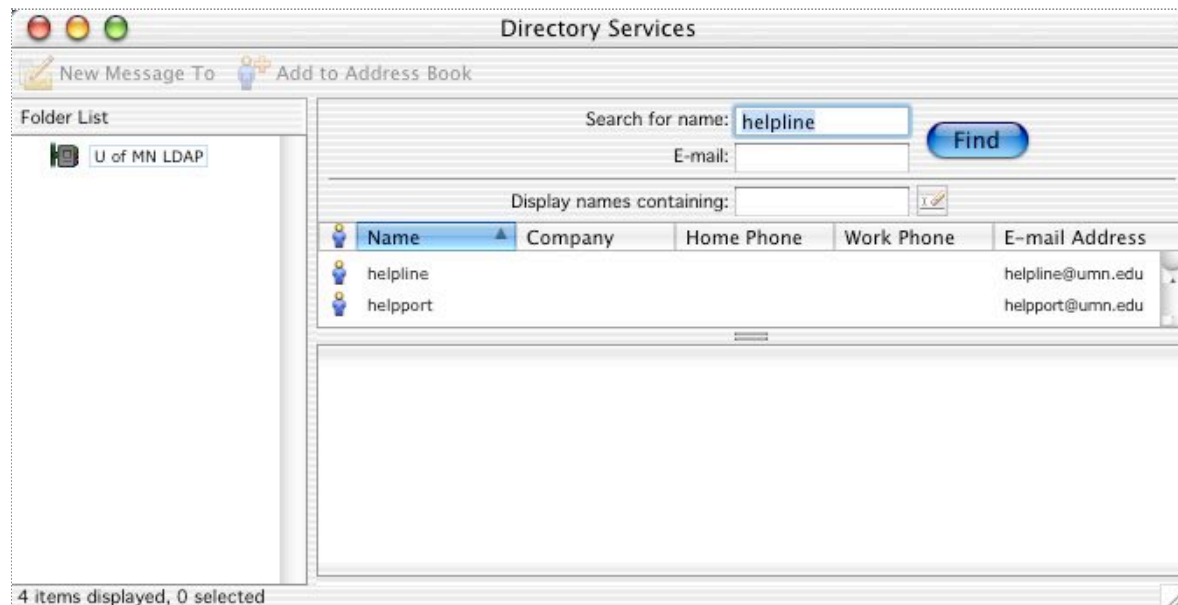 Directory Services
New Message To Add to Address Book
Folder List
U of MN LDAP
Search for name: helpline
Find
E-mail:
Display names containing:
Name Company Home Phone Work Phone E-mail Address
helpline helpline@umn.edu
helpport helpport@umn.edu
4 items displayed, 0 selected